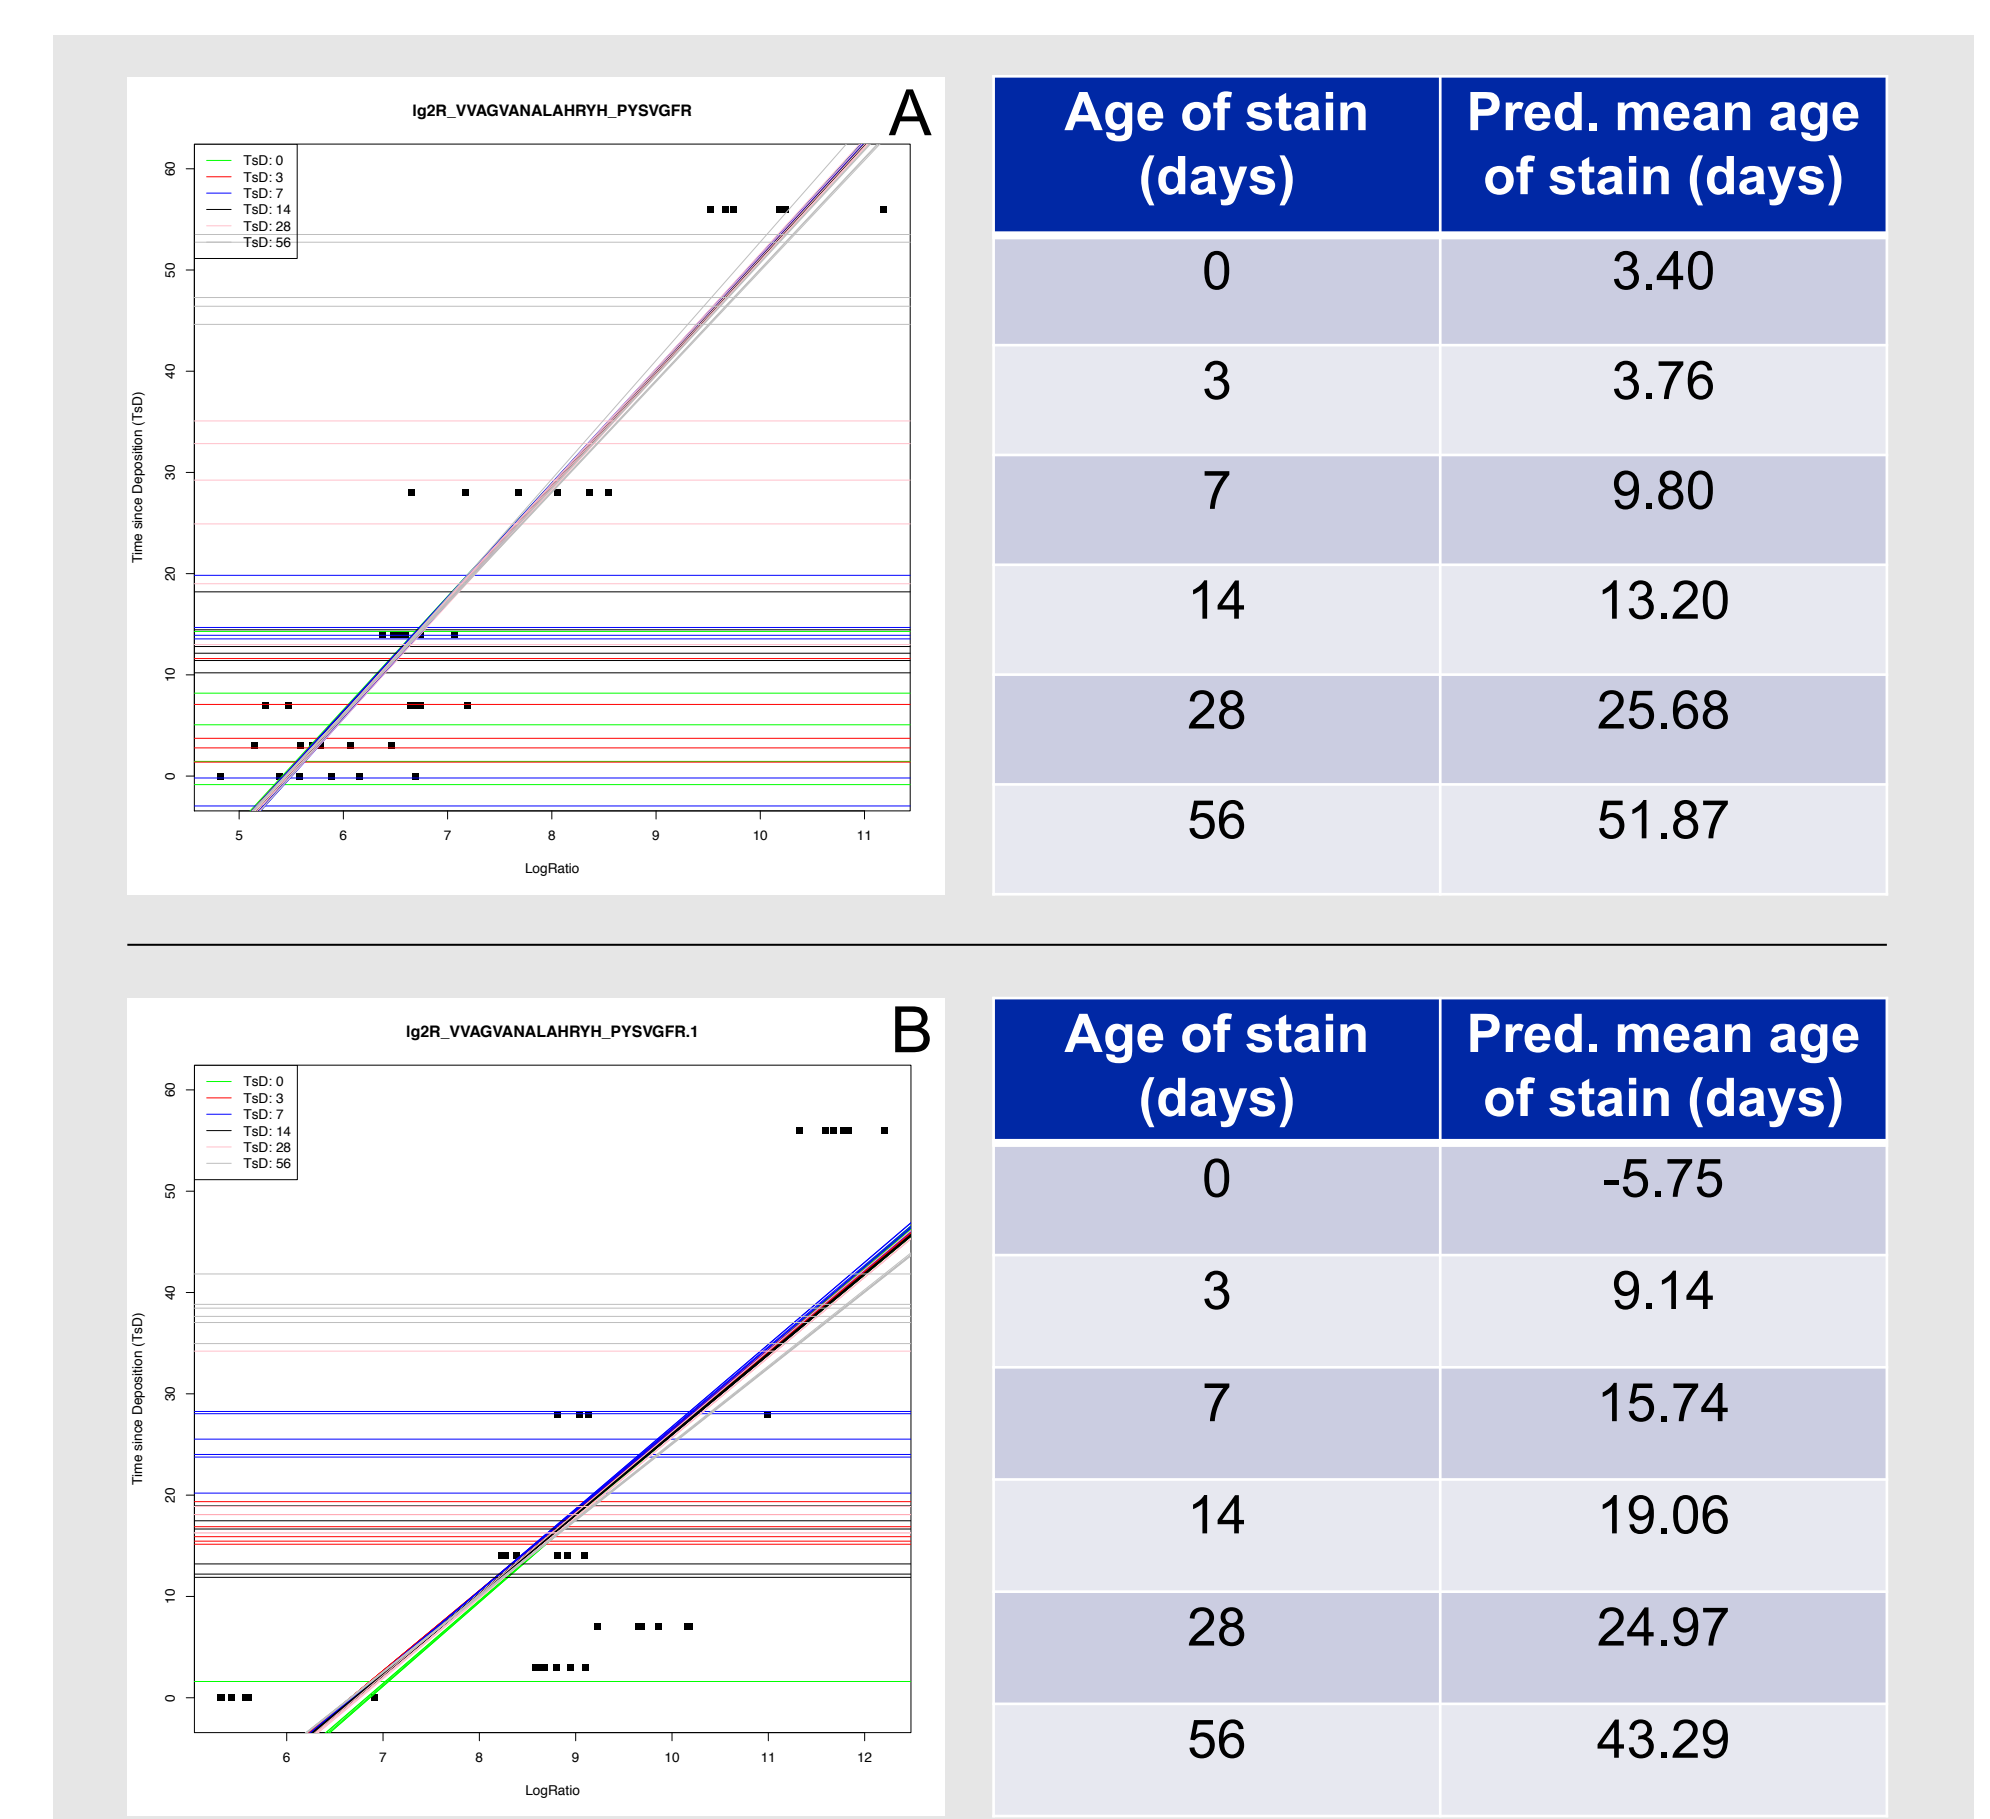 A
Ig2R_VVAGVANALAHRYH_PYSVGFR
TsD: 0
TsD: 3
TsD: 7
TsD: 14
TsD: 28
TsD: 56
Time since Deposition (TsD)
60
50
40
30
20
10
0
5 6 7 8 9 10 11
LogRatio
Age of stain (days) Pred. mean age of stain (days)
0 3.40
3 3.76
7 9.80
14 13.20
28 25.68
56 51.87
B
Ig2R_VVAGVANALAHRYH_PYSVGFR.1
TsD: 0
TsD: 3
TsD: 7
TsD: 14
TsD: 28
TsD: 56
Time since Deposition (TsD)
60
50
40
30
20
10
0
6 7 8 9 10 11 12
LogRatio
Age of stain (days) Pred. mean age of stain (days)
0 -5.75
3 9.14
7 15.74
14 19.06
28 24.97
56 43.29